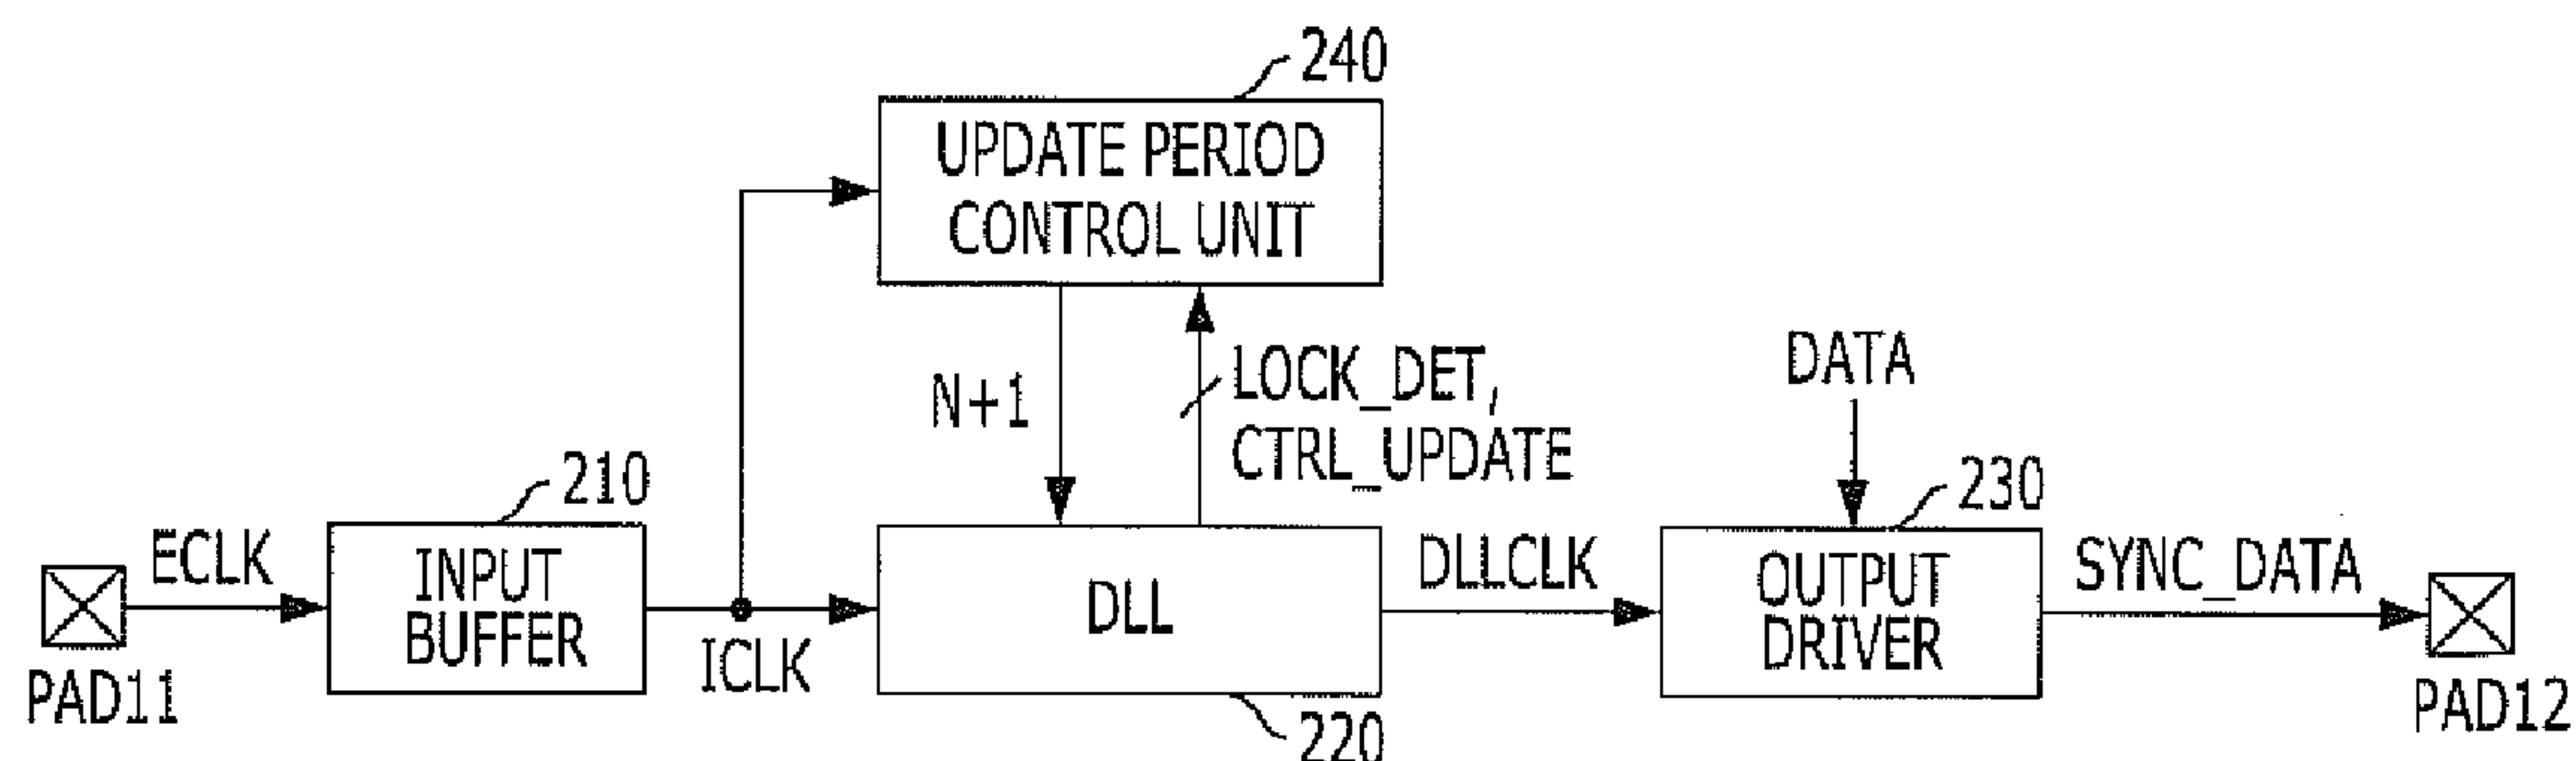 240
UPDATE PERIOD
CONTROL UNIT
N+1
LOCK_DET,
CTRL_UPDATE
DATA
210
230
ECLK
INPUT
BUFFER
ICLK
DLL
DLLCLK
OUTPUT
DRIVER
SYNC_DATA
PAD11
220
PAD12